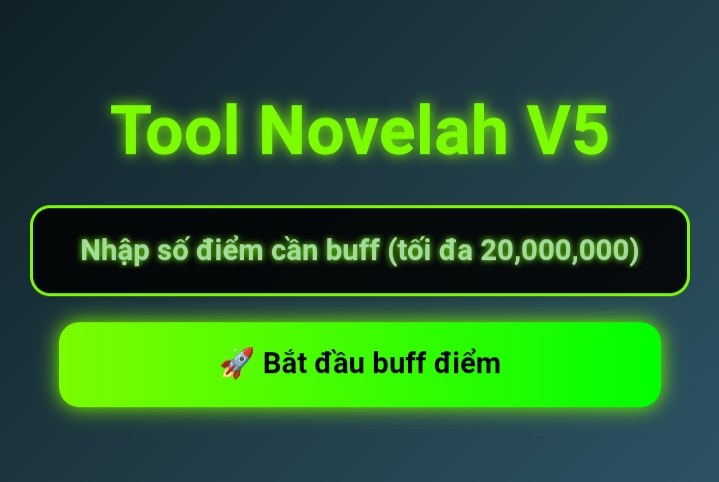 Tool Novelah V5
Nhập số điểm cần buff (tối đa 20,000,000)
🚀 Bắt đầu buff điểm